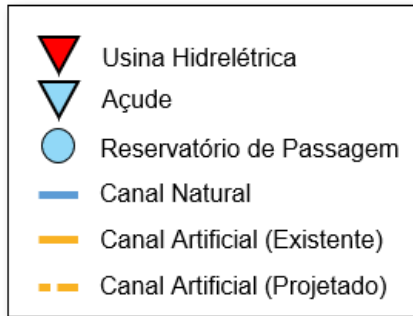 Usina Hidrelétrica
Açude
Reservatório de Passagem
Canal Natural
Canal Artificial (Existente)
Canal Artificial (Projetado)